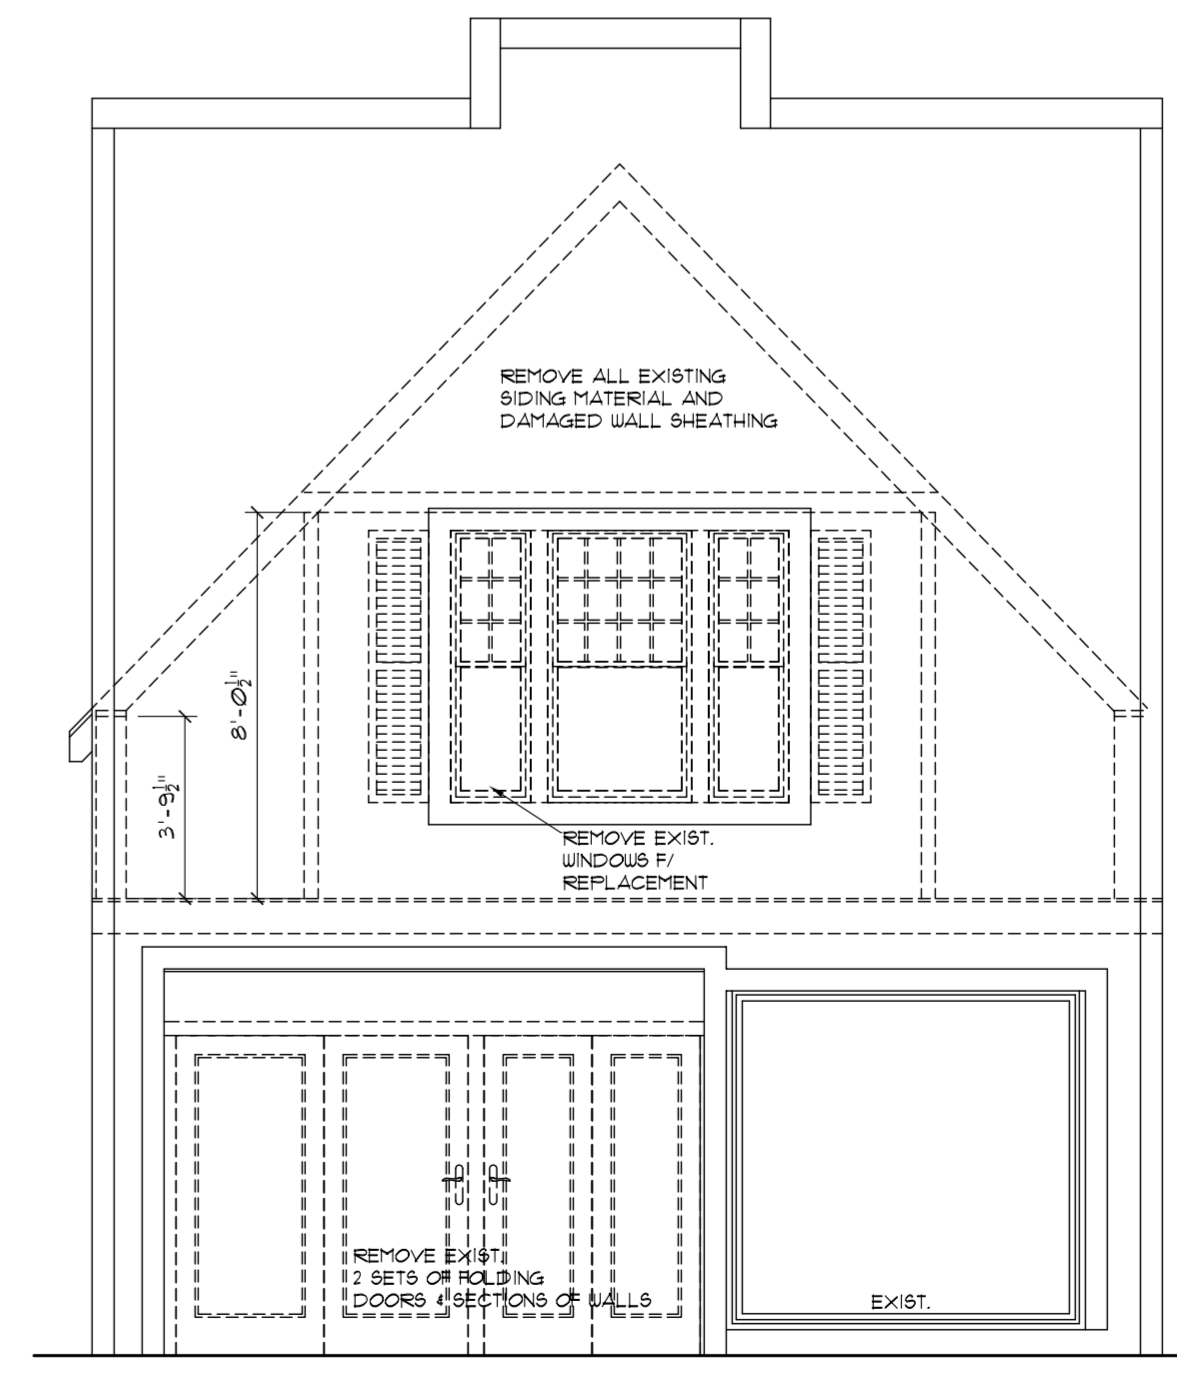 REMOVE ALL EXISTING
SIDING MATERIAL AND
DAMAGED WALL SHEATHING
8'-0½"
3'-9½"
REMOVE EXIST.
WINDOWS F/
REPLACEMENT
REMOVE EXIST.
2 SETS OF FOLDING
DOORS & SECTIONS OF WALLS
EXIST.